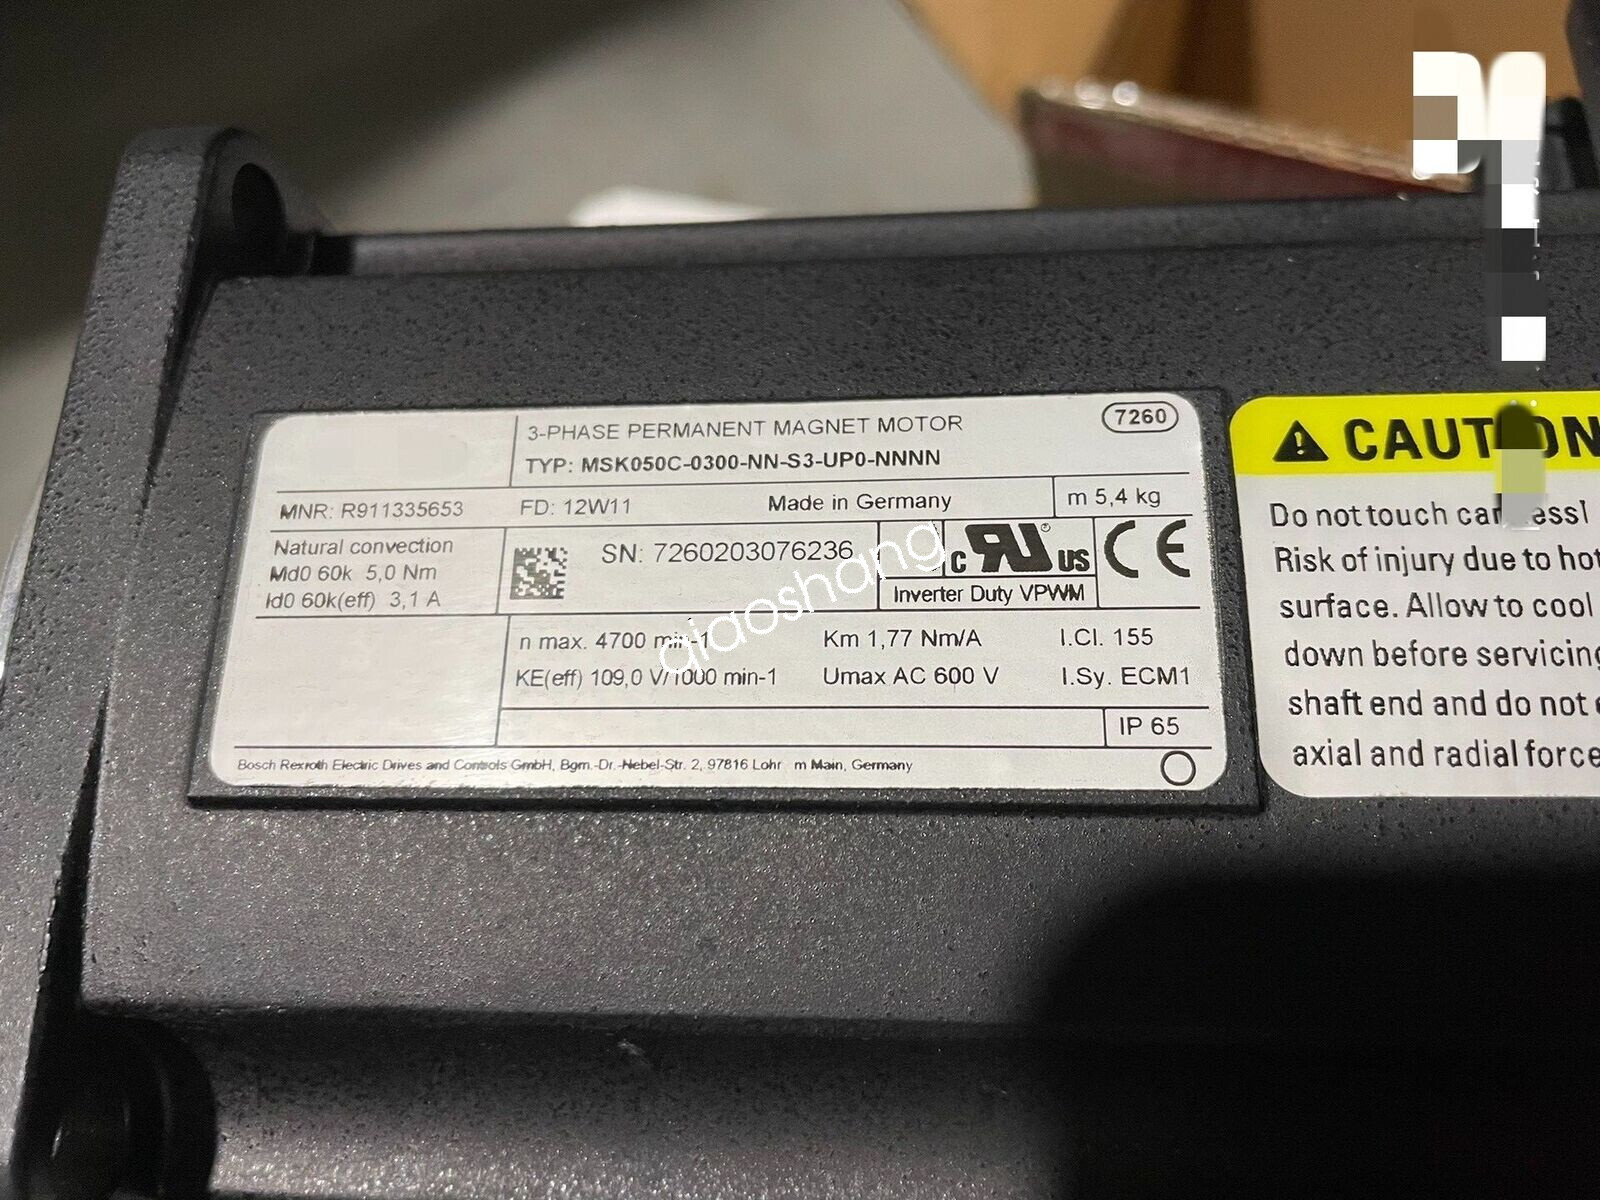 7260
3-PHASE PERMANENT MAGNET MOTOR
TYP: MSK050C-0300-NN-S3-UP0-NNNN
MNR: R911335653 FD: 12W11 Made in Germany m 5,4 kg
Natural convection
Md0 60k 5,0 Nm
Id0 60k(eff) 3,1 A
SN: 7260203076236
c RU ® US
CE
Inverter Duty VPWM
n max. 4700 min-1 Km 1,77 Nm/A I.Cl. 155
KE(eff) 109,0 V/1000 min-1 Umax AC 600 V I.Sy. ECM1
IP 65
Bosch Rexroth Electric Drives and Controls GmbH, Bgm.-Dr.-Nebel-Str. 2, 97816 Lohr m Main, Germany
qiaoshang
CAUTION
Do not touch
Risk of injury due to hot
surface. Allow to cool
down before servicing
shaft end and do not
axial and radial force